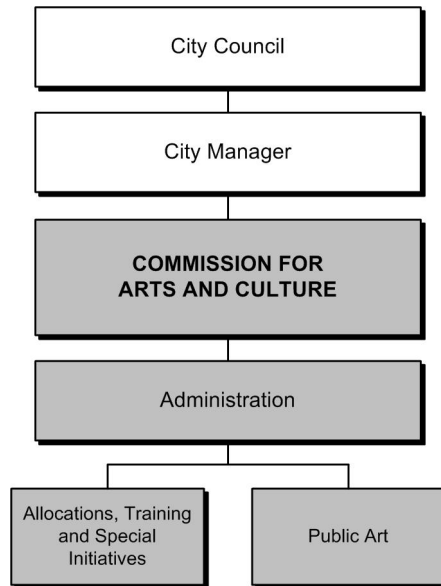 City Council
City Manager
COMMISSION FOR
ARTS AND CULTURE
Administration
Allocations, Training
and Special
Initiatives
Public Art